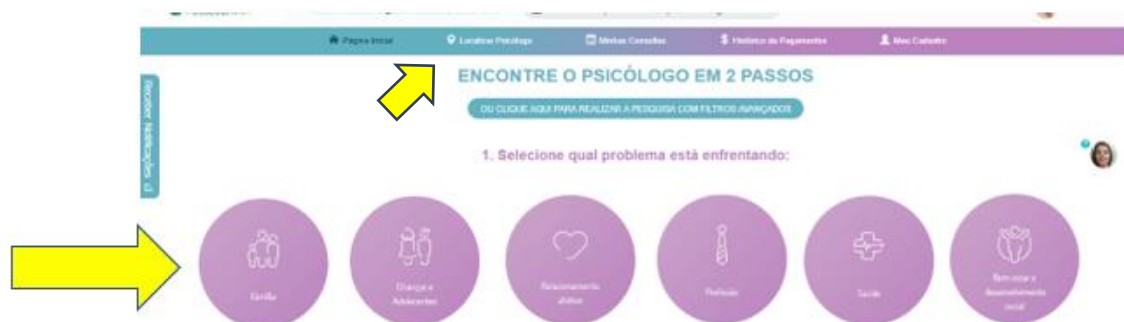 Página Inicial
Localizar Psicólogo
Minhas Consultas
Histórico de Pagamentos
Meu Cadastro
ENCONTRE O PSICÓLOGO EM 2 PASSOS
OU CLIQUE AQUI PARA REALIZAR A PESQUISA COM FILTROS AVANÇADOS
Receber Notificações
1. Selecione qual problema está enfrentando:
Família
Criança e
Adolescentes
Relacionamento
afetivo
Profissão
Saúde
Bem estar e
desenvolvimento
social